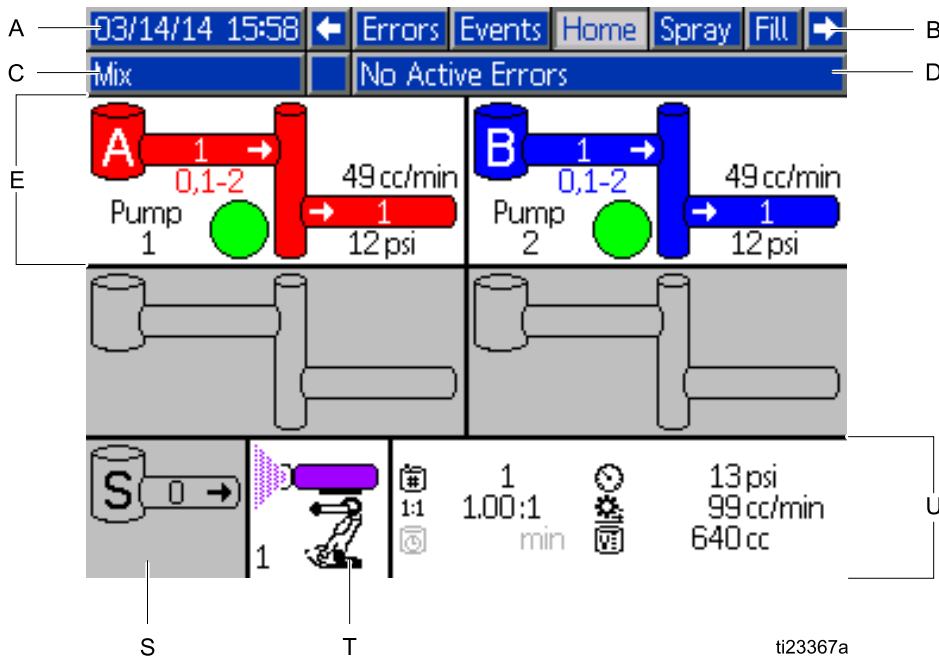 A
03/14/14 15:58
Errors
Events
Home
Spray
Fill
B
C
Mix
No Active Errors
D
E
A
1
0,1-2
49 cc/min
Pump
1
1
12 psi
B
1
0,1-2
49 cc/min
Pump
2
1
12 psi
S
0
1
#
1
13 psi
1:1
1.00:1
99 cc/min
min
V
640 cc
U
S
T
ti23367a